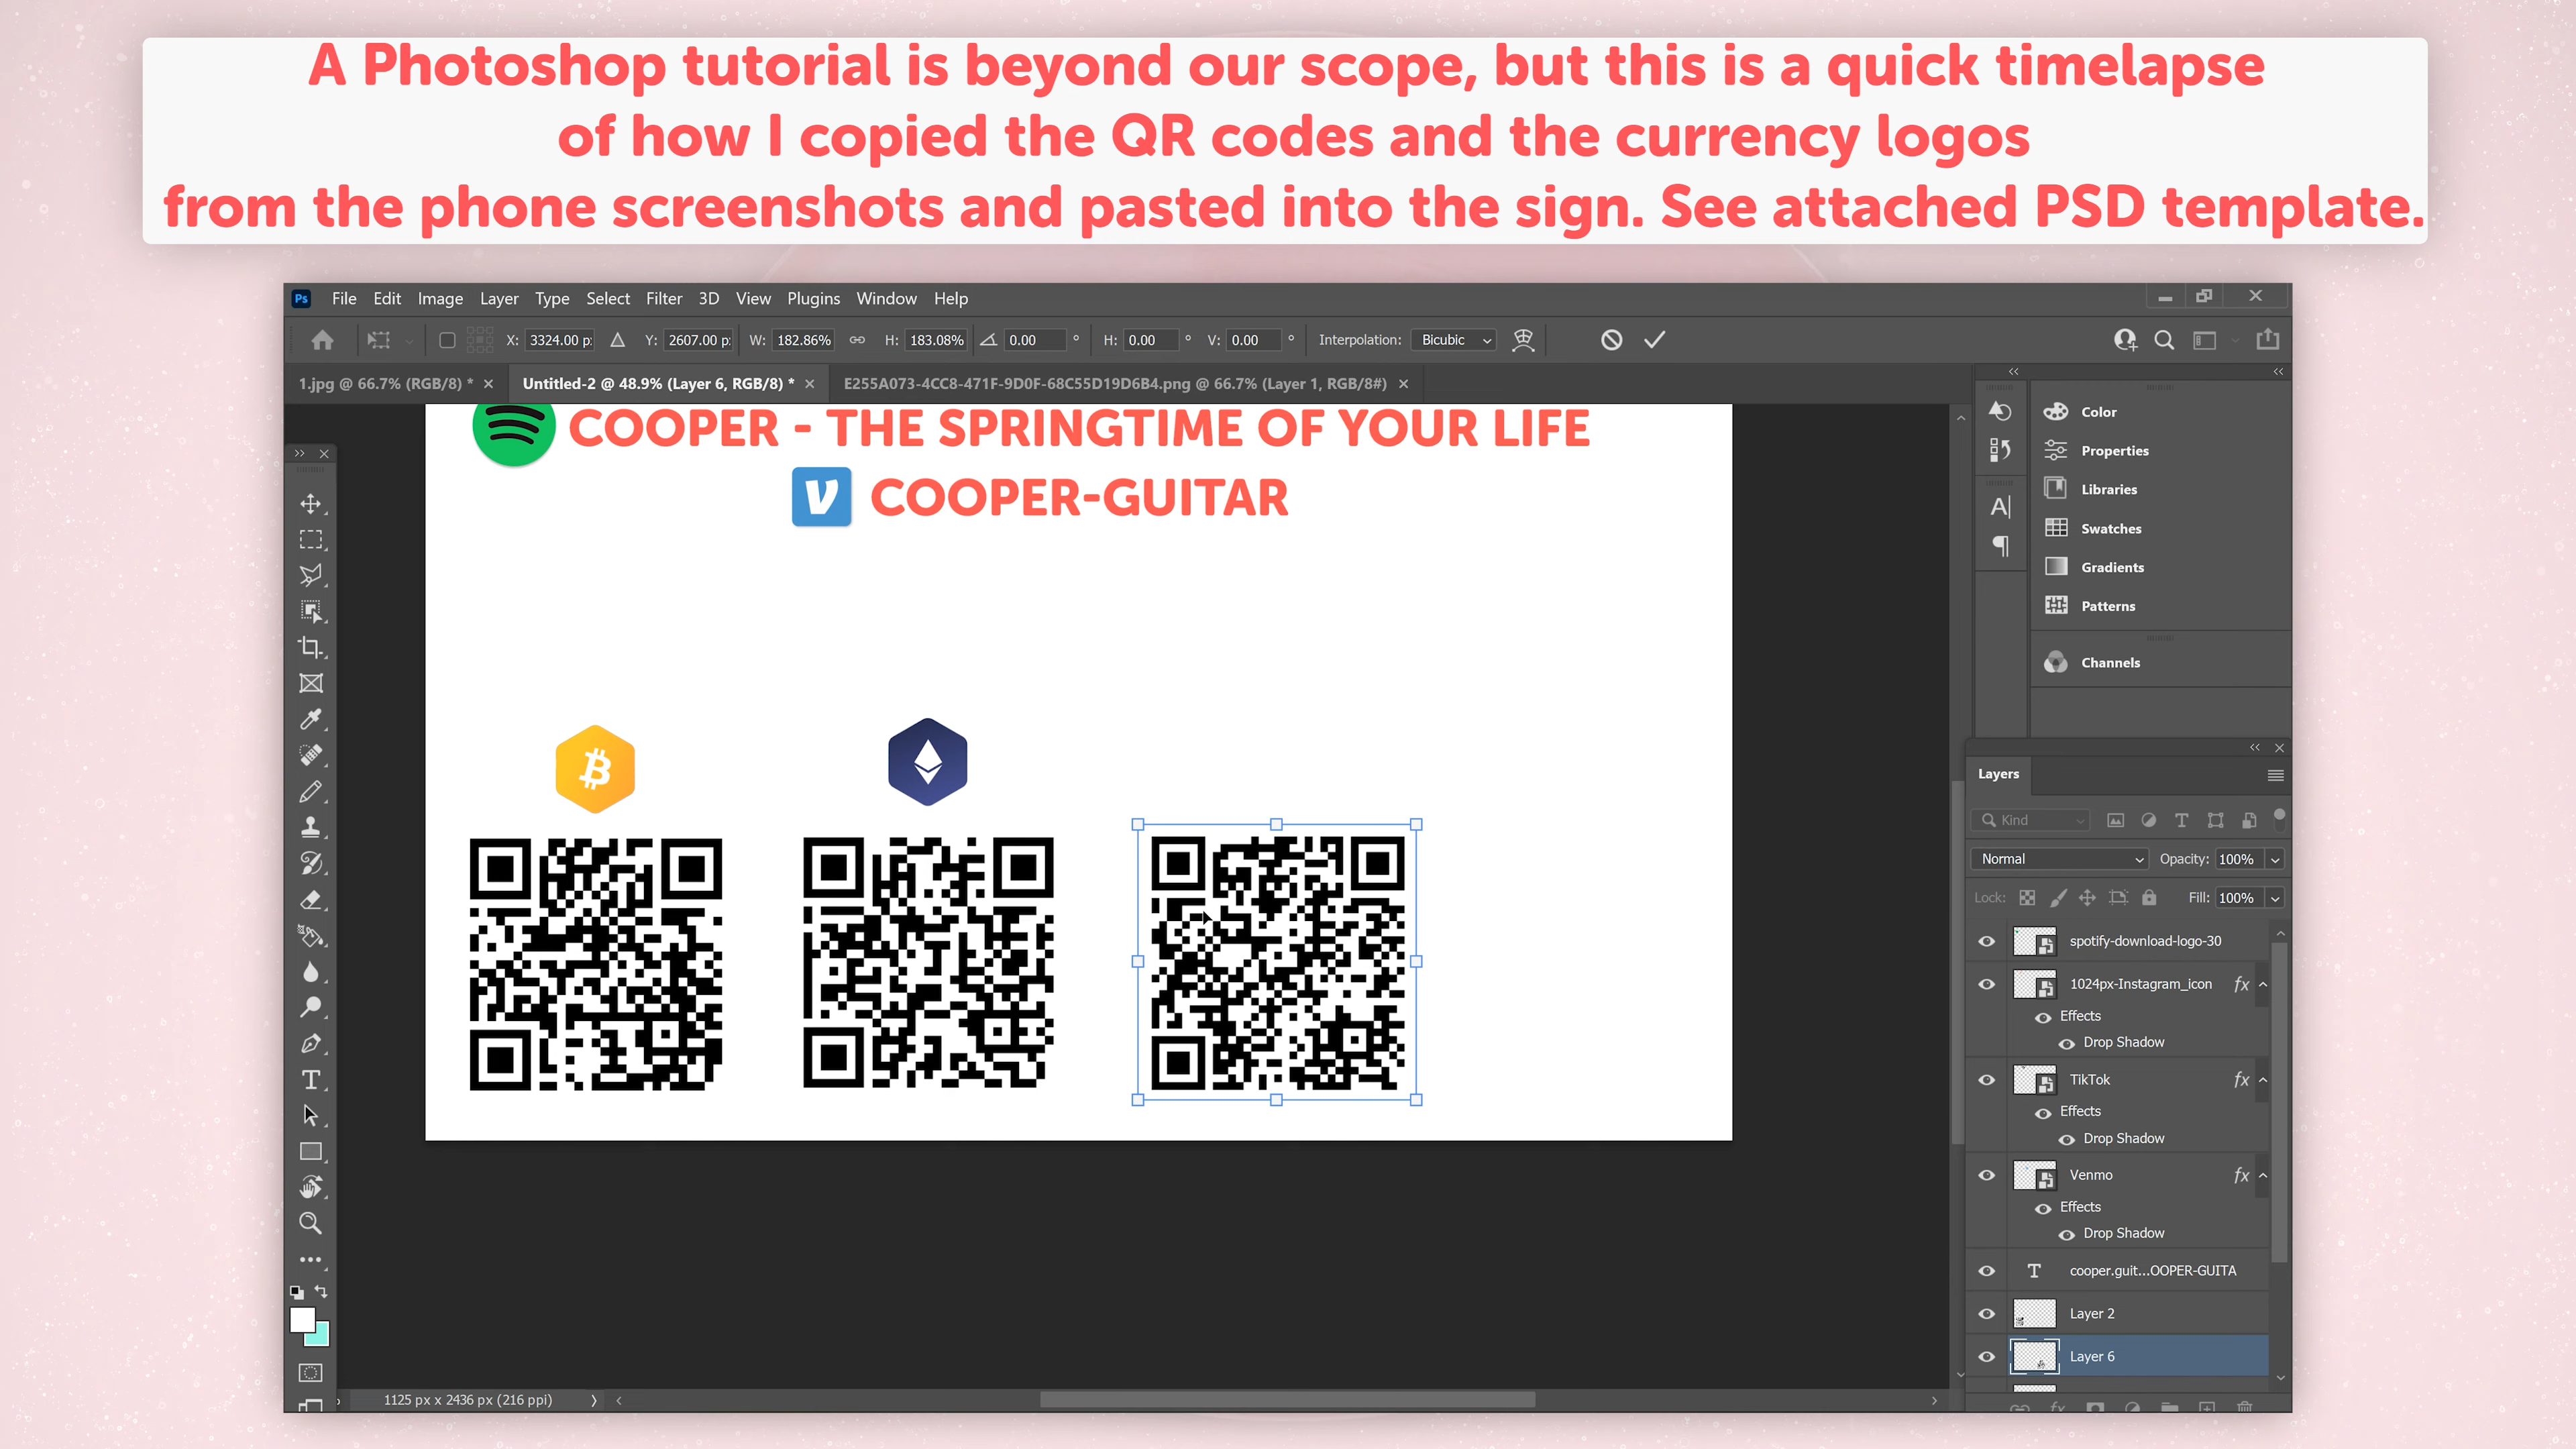 A Photoshop tutorial is beyond our scope, but this is a quick timelapse
of how I copied the QR codes and the currency logos
from the phone screenshots and pasted into the sign. See attached PSD template.
Ps File Edit Image Layer Type Select Filter 3D View Plugins Window Help
X: 3324.00 p: Y: 2607.00 p: W: 182.86% H: 183.08% 0.00 ° H: 0.00 ° V: 0.00 ° Interpolation: Bicubic
1.jpg @ 66.7% (RGB/8) * × Untitled-2 @ 48.9% (Layer 6, RGB/8) * × E255A073-4CC8-471F-9D0F-68C55D19D6B4.png @ 66.7% (Layer 1, RGB/8#) ×
COOPER - THE SPRINGTIME OF YOUR LIFE
COOPER-GUITAR
Color
Properties
Libraries
Swatches
Gradients
Patterns
Channels
Layers
Kind
Normal Opacity: 100%
Lock: Fill: 100%
spotify-download-logo-30
1024px-Instagram_icon fx
Effects
Drop Shadow
TikTok fx
Effects
Drop Shadow
Venmo fx
Effects
Drop Shadow
T cooper.guit...OOPER-GUITA
Layer 2
Layer 6
1125 px x 2436 px (216 ppi)